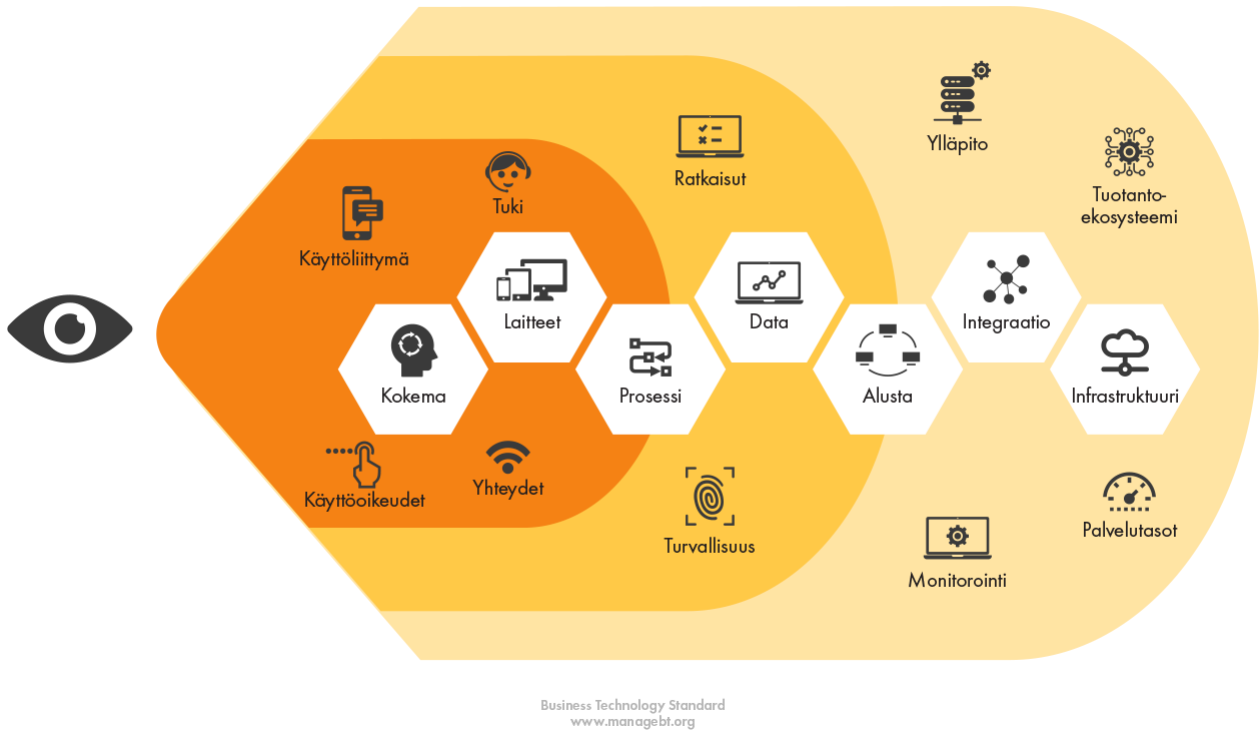 Käyttöliittymä
Tuki
Käyttöoikeudet
Yhteydet
Ratkaisut
Turvallisuus
Ylläpito
Tuotanto-
ekosysteemi
Monitorointi
Palvelutasot
Kokema
Laitteet
Prosessi
Data
Alusta
Integraatio
Infrastruktuuri
Business Technology Standard
www.managebt.org